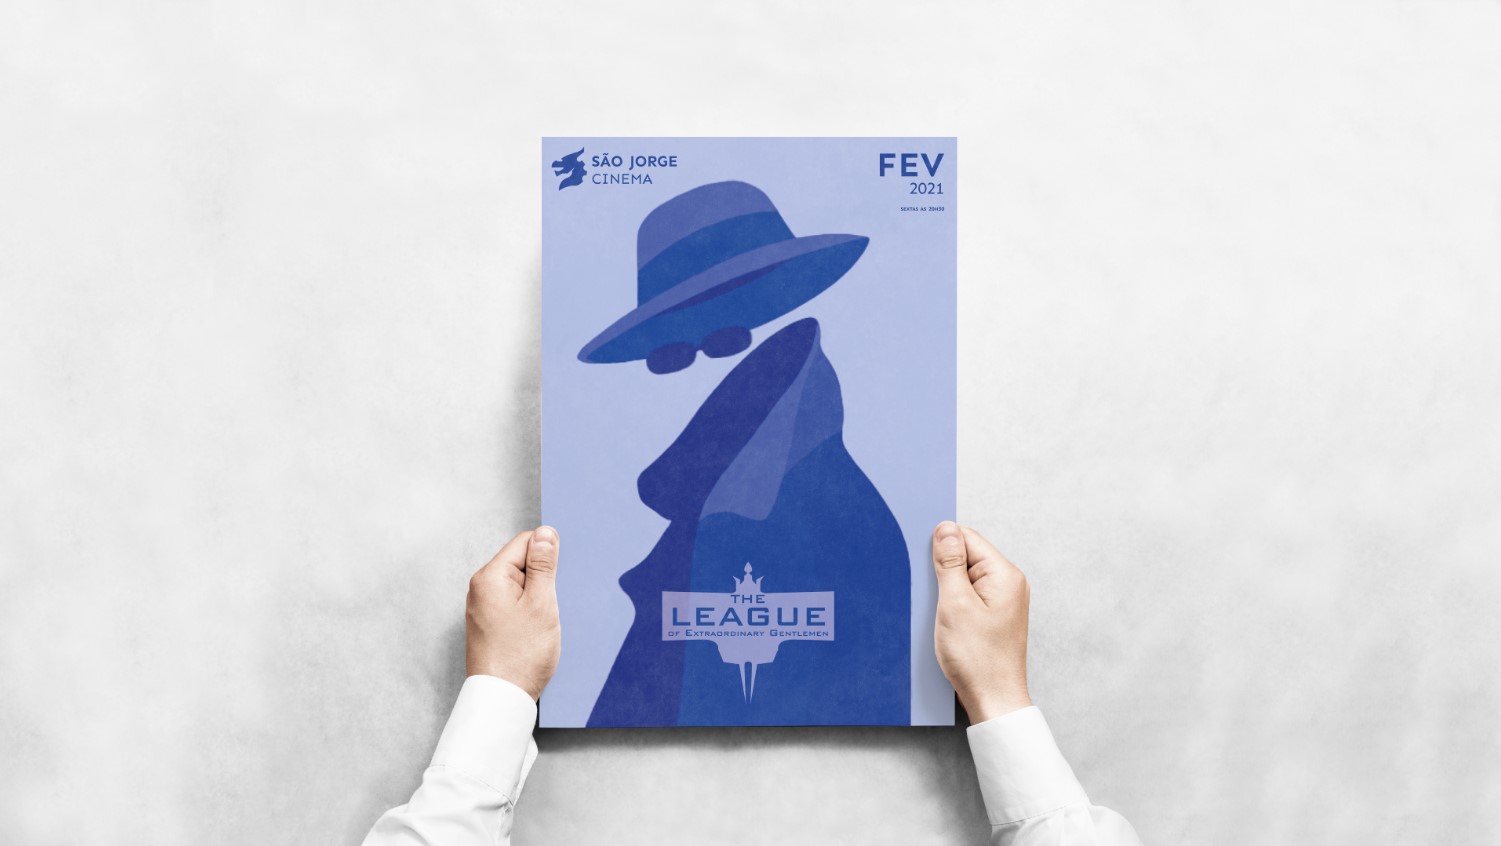 SÃO JORGE
CINEMA
FEV
2021
SEXTAS ÀS 20H30
THE
LEAGUE
OF EXTRAORDINARY GENTLEMEN